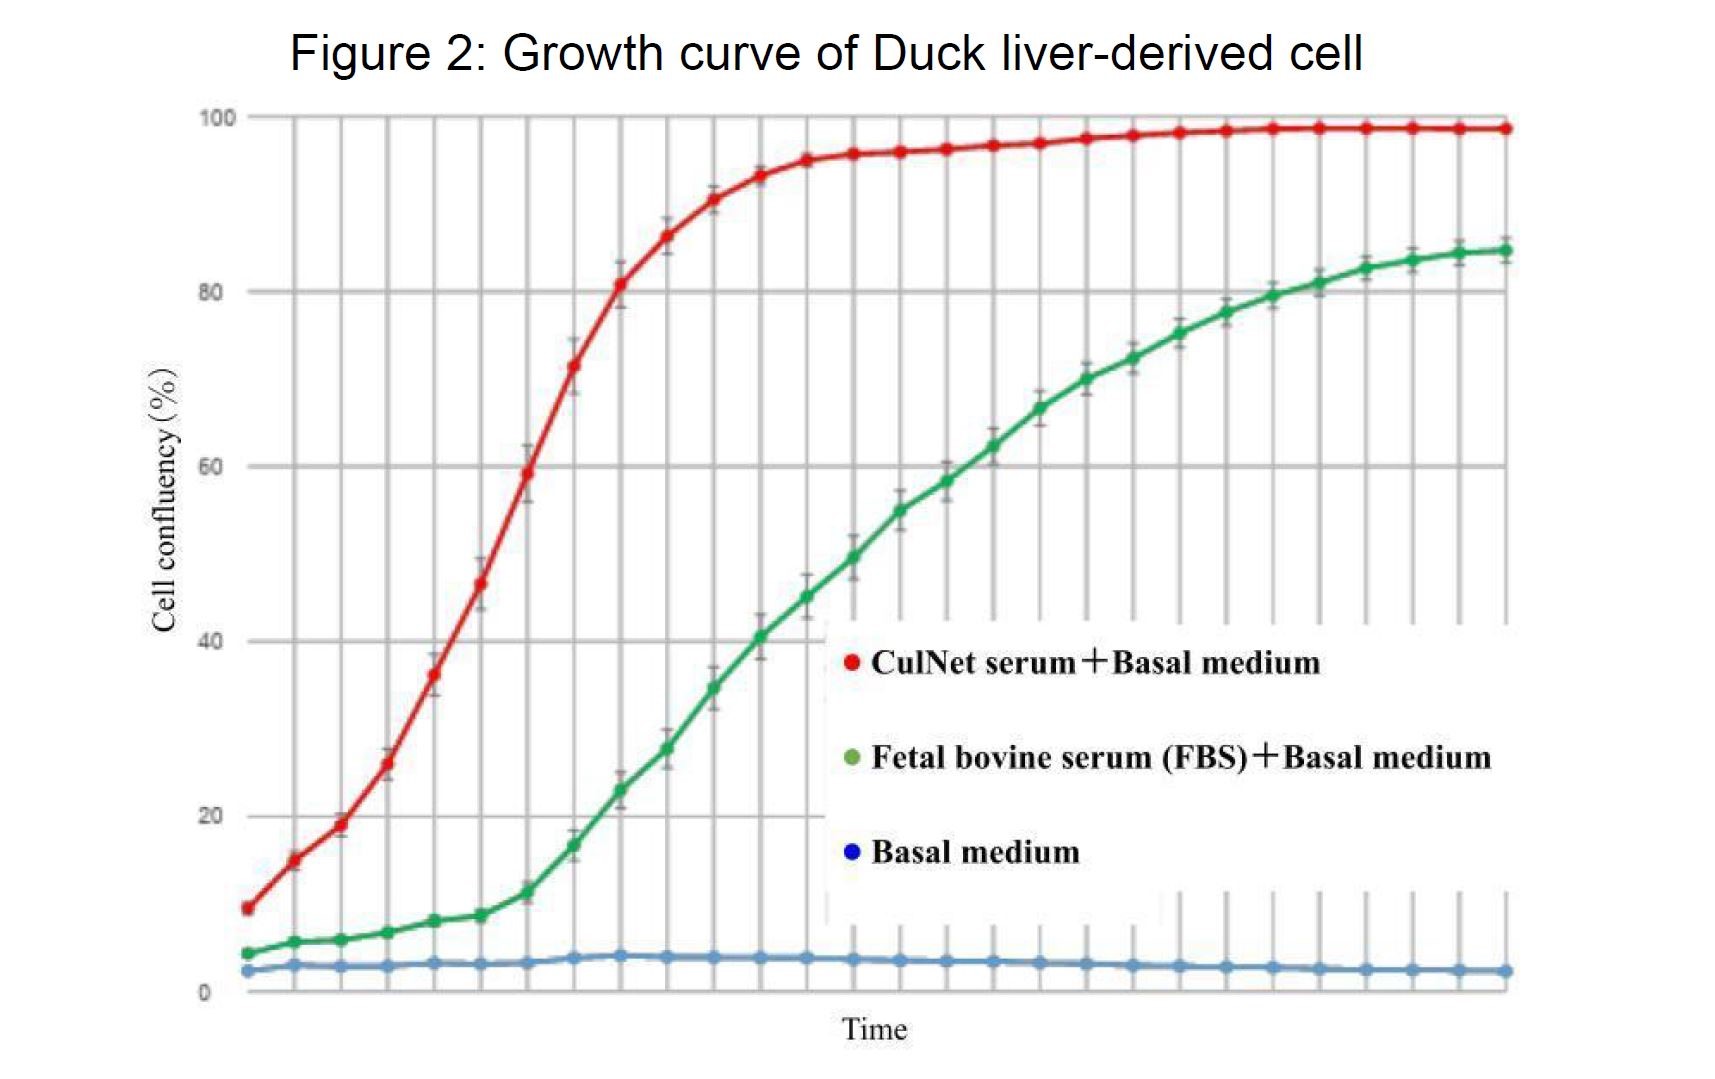 Figure 2: Growth curve of Duck liver-derived cell
100
80
60
40
20
0
Cell confluency(%)
CulNet serum+Basal medium
Fetal bovine serum (FBS)+Basal medium
Basal medium
Time